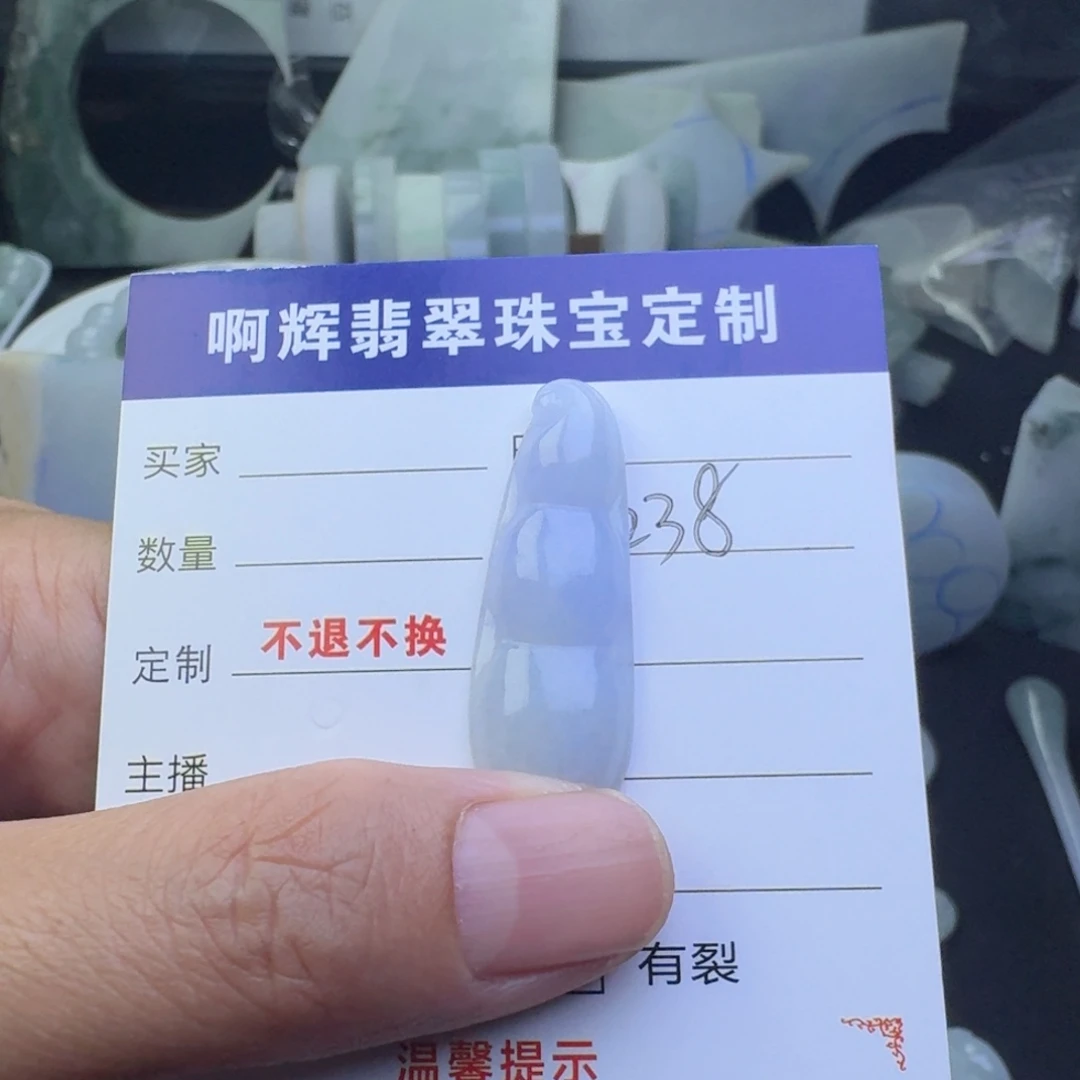 啊辉翡翠珠宝定制
买家
数量
238
定制 不退不换
主播
有裂
温馨提示